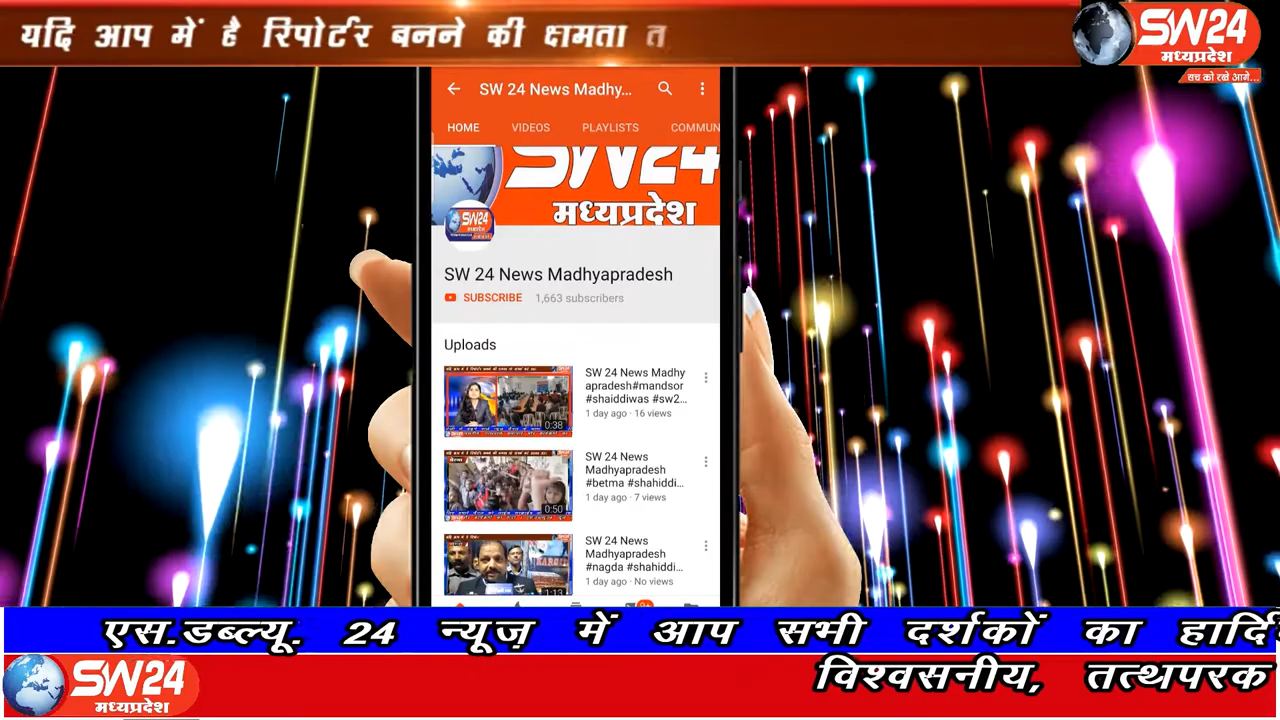 यदि आप में है रिपोर्टर बनने की क्षमता त
SW24
मध्यप्रदेश
सच को रखे आगे...
SW 24 News Madhy...
HOME VIDEOS PLAYLISTS COMMUN
SW24
मध्यप्रदेश
SW24
SW 24 News Madhyapradesh
SUBSCRIBE 1,663 subscribers
Uploads
SW 24 News Madhy
apradesh#mandsor
#shaiddiwas #sw2...
1 day ago · 16 views
0:38
SW 24 News
Madhyapradesh
#betma #shahiddi...
1 day ago · 7 views
0:50
SW 24 News
Madhyapradesh
#nagda #shahiddi...
1 day ago · No views
1:13
एस.डब्ल्यू. 24 न्यूज़ में आप सभी दर्शकों का हार्दि
विश्वसनीय, तत्थपरक
SW24
मध्यप्रदेश